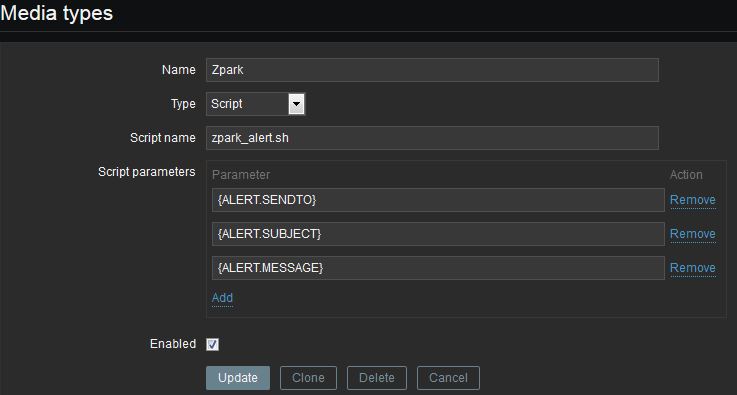 Media types
Name Zpark
Type Script
Script name zpark_alert.sh
Script parameters Parameter Action
{ALERT.SENDTO} Remove
{ALERT.SUBJECT} Remove
{ALERT.MESSAGE} Remove
Add
Enabled
Update Clone Delete Cancel